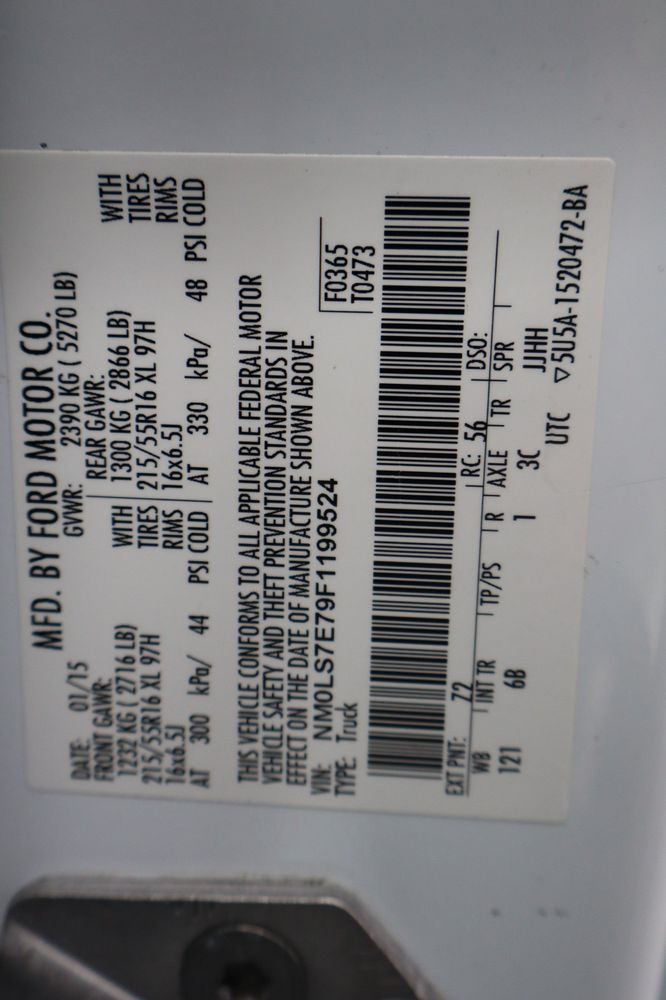 MFD. BY FORD MOTOR CO.
DATE: 01/15 GVWR: 2390 KG ( 5270 LB)
FRONT GAWR: REAR GAWR:
1232 KG ( 2716 LB) WITH 1300 KG ( 2866 LB) WITH
215/55R16 XL 97H TIRES 215/55R16 XL 97H TIRES
16x6.5J RIMS 16x6.5J RIMS
AT 300 kPa/ 44 PSI COLD AT 330 kPa/ 48 PSI COLD
THIS VEHICLE CONFORMS TO ALL APPLICABLE FEDERAL MOTOR
VEHICLE SAFETY AND THEFT PREVENTION STANDARDS IN
EFFECT ON THE DATE OF MANUFACTURE SHOWN ABOVE.
VIN: NM0LS7E79F1199524 F0365
TYPE: Truck T0473
EXT PNT: Z2 RC: 56 DSO:
WB INT TR TP/PS R AXLE TR SPR
121 6B 1 3C JJHH
UTC ▽5U5A-1520472-BA